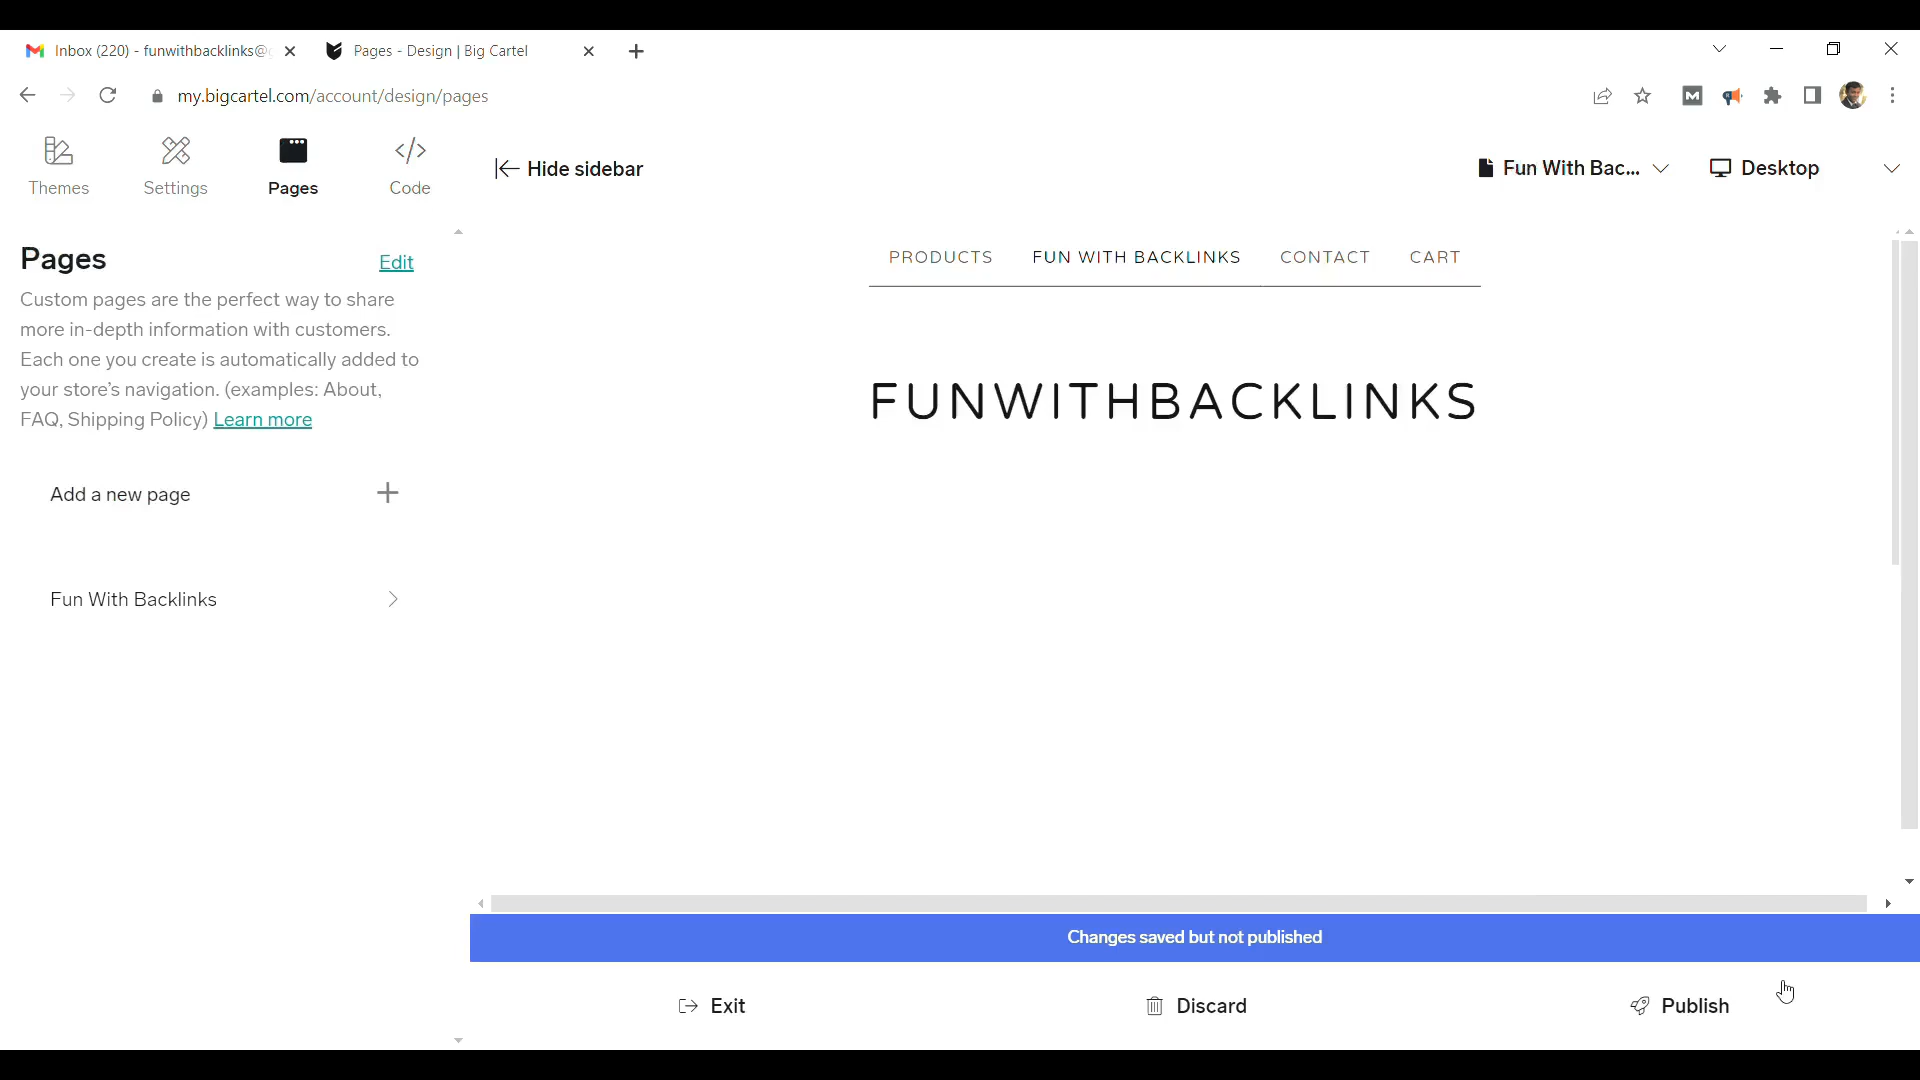 Inbox (220) - funwithbacklinks@
Pages - Design | Big Cartel
my.bigcartel.com/account/design/pages
Themes
Settings
Pages
Code
Hide sidebar
Fun With Bac...
Desktop
Pages
Edit
Custom pages are the perfect way to share
more in-depth information with customers.
Each one you create is automatically added to
your store's navigation. (examples: About,
FAQ, Shipping Policy) Learn more
Add a new page
Fun With Backlinks
PRODUCTS
FUN WITH BACKLINKS
CONTACT
CART
FUNWITHBACKLINKS
Changes saved but not published
Exit
Discard
Publish